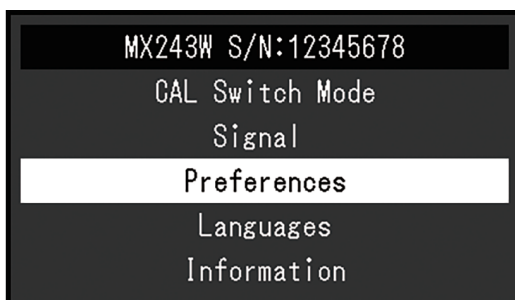 MX243W S/N:12345678
CAL Switch Mode
Signal
Preferences
Languages
Information